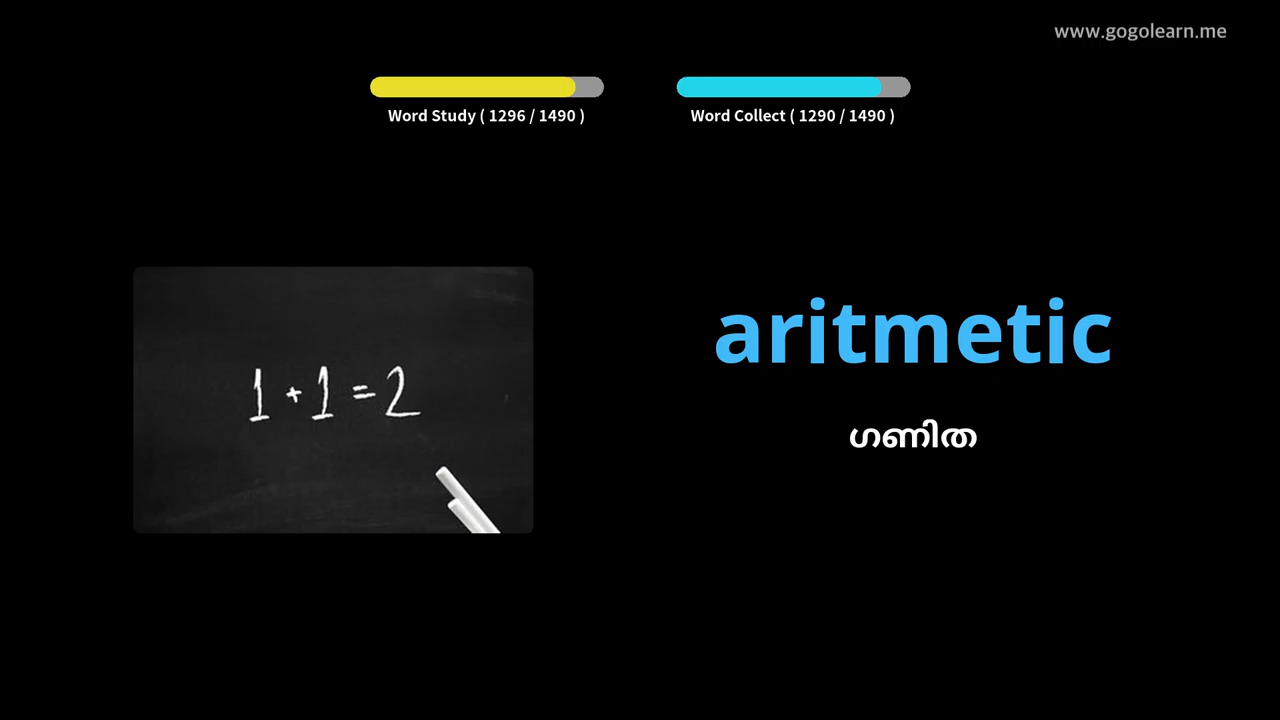 www.gogolearn.me
Word Study ( 1296 / 1490 )
Word Collect ( 1290 / 1490 )
1 + 1 = 2
aritmetic
ഗണിത